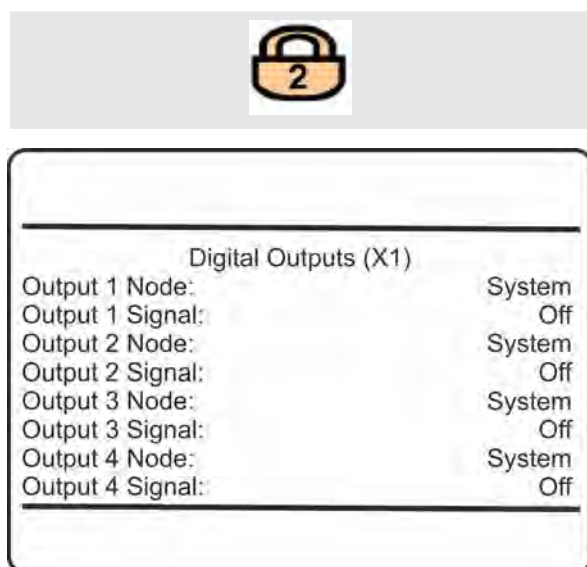 2
Digital Outputs (X1)
Output 1 Node: System
Output 1 Signal: Off
Output 2 Node: System
Output 2 Signal: Off
Output 3 Node: System
Output 3 Signal: Off
Output 4 Node: System
Output 4 Signal: Off